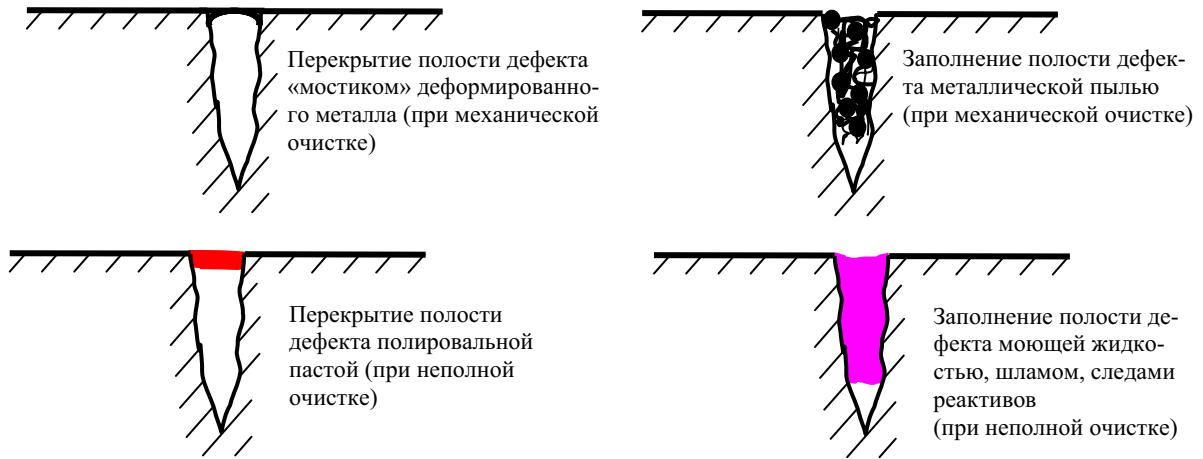 Перекрытие полости дефекта
«мостиком» деформированно-
го металла (при механической
очистке)
Заполнение полости дефек-
та металлической пылью
(при механической очистке)
Перекрытие полости
дефекта полировальной
пастой (при неполной
очистке)
Заполнение полости де-
фекта моющей жидко-
стью, шламом, следами
реактивов
(при неполной очистке)